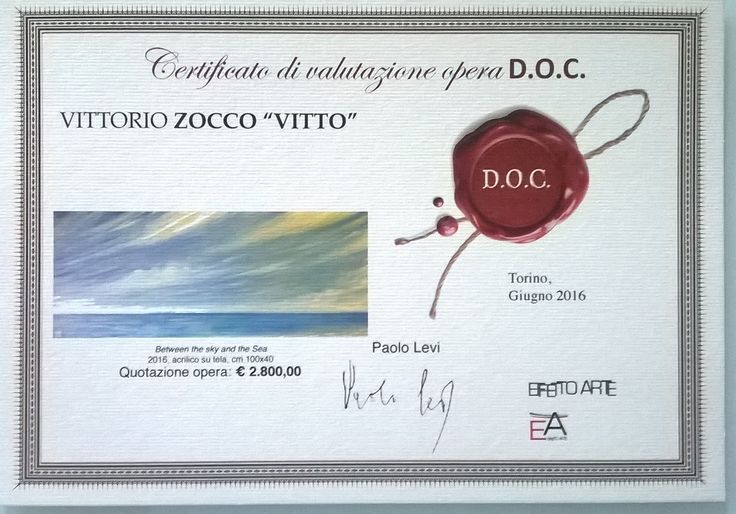 Certificato di valutazione opera D.O.C.
VITTORIO ZOCCO “VITTO”
D.O.C.
Torino,
Giugno 2016
Between the sky and the Sea
2016, acrilico su tela, cm 100x40
Quotazione opera: € 2.800,00
Paolo Levi
Paolo Levi
EFFETTO ARTE
EA